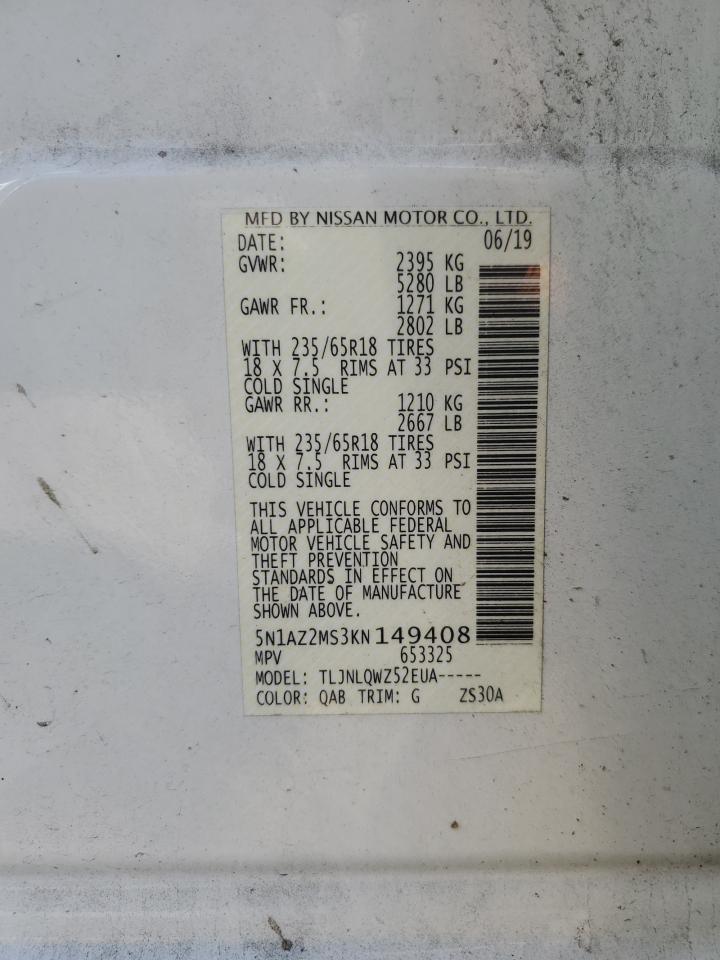 MFD BY NISSAN MOTOR CO., LTD.
DATE: 06/19
GVWR: 2395 KG
5280 LB
GAWR FR.: 1271 KG
2802 LB
WITH 235/65R18 TIRES
18 X 7.5 RIMS AT 33 PSI
COLD SINGLE
GAWR RR.: 1210 KG
2667 LB
WITH 235/65R18 TIRES
18 X 7.5 RIMS AT 33 PSI
COLD SINGLE
THIS VEHICLE CONFORMS TO
ALL APPLICABLE FEDERAL
MOTOR VEHICLE SAFETY AND
THEFT PREVENTION
STANDARDS IN EFFECT ON
THE DATE OF MANUFACTURE
SHOWN ABOVE.
5N1AZ2MS3KN149408
MPV 653325
MODEL: TLJNLQWZ52EUA-----
COLOR: QAB TRIM: G ZS30A